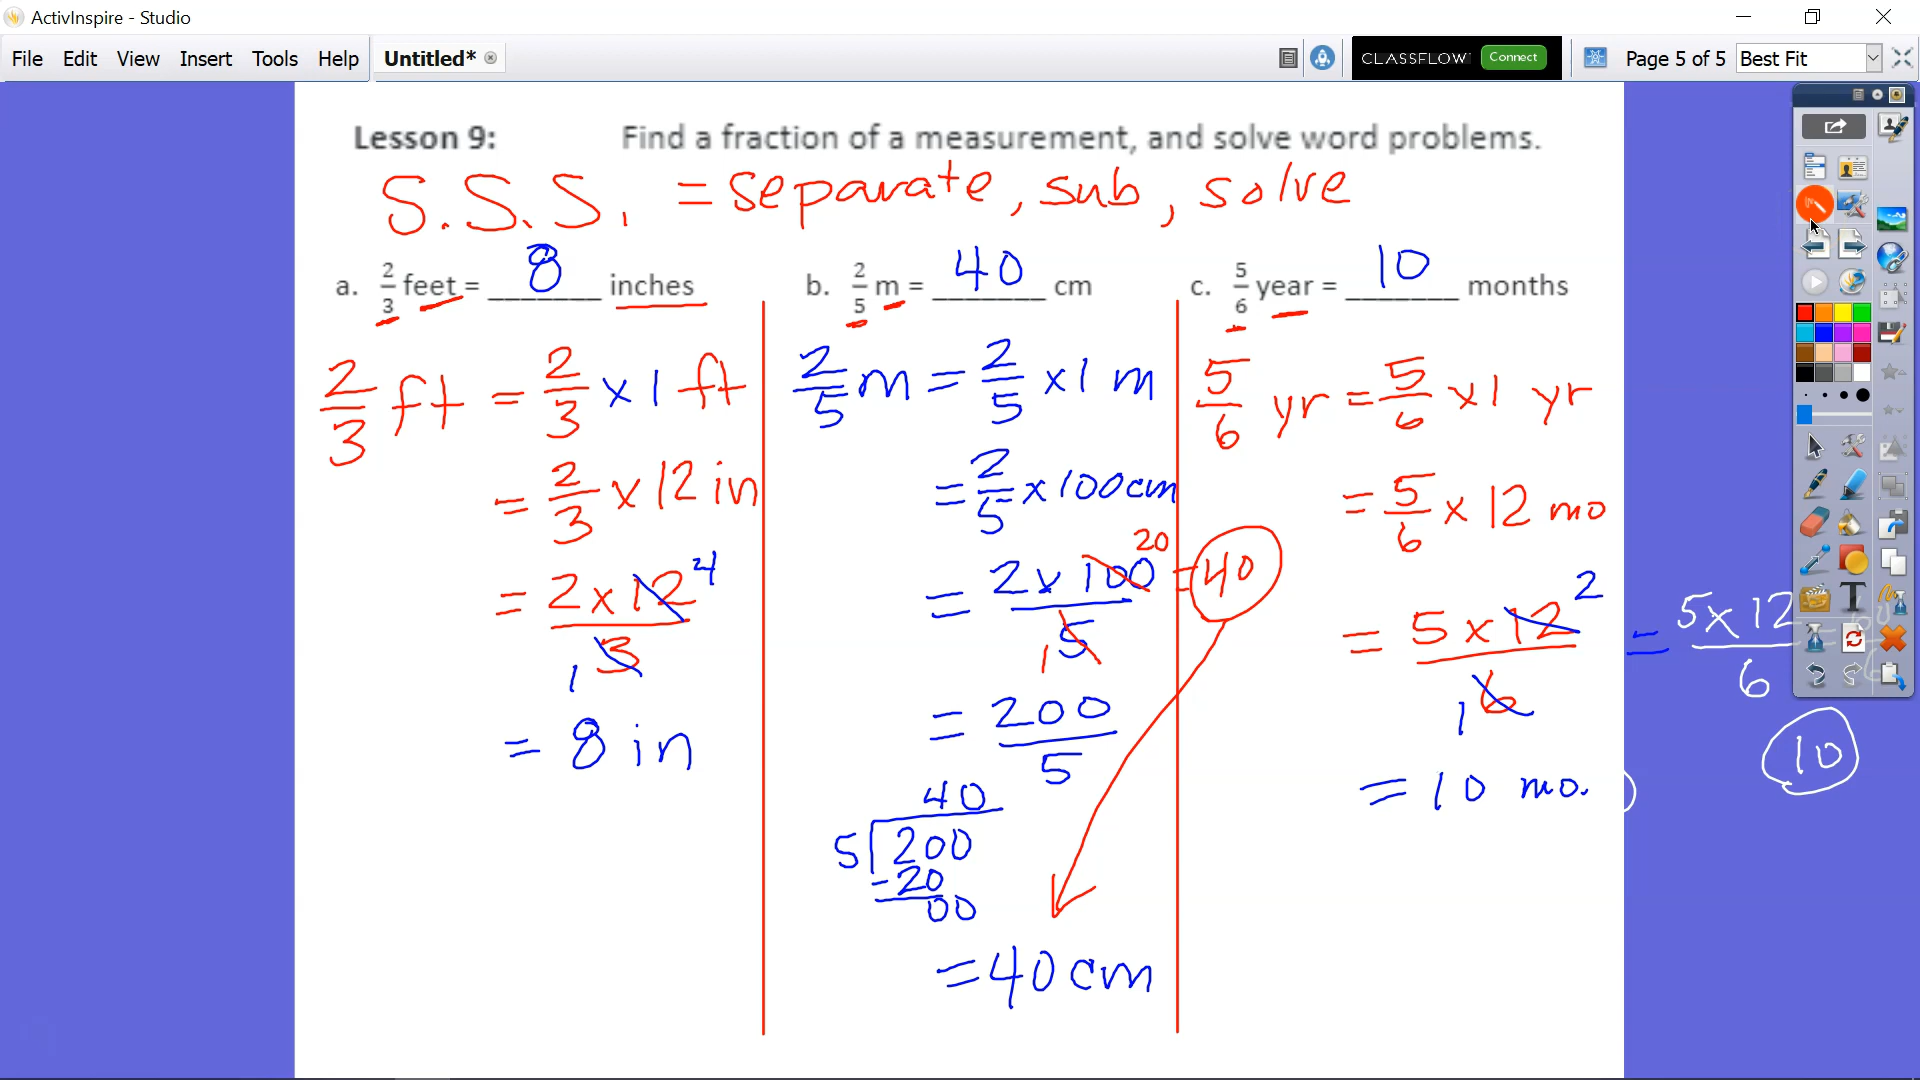 ActivInspire - Studio
File Edit View Insert Tools Help Untitled*
CLASSFLOW Connect Page 5 of 5 Best Fit
Lesson 9: Find a fraction of a measurement, and solve word problems.
S.S.S. = separate, sub, solve
a. 2/3 feet = 8 inches
2/3 ft = 2/3 x 1 ft
= 2/3 x 12 in
= 2 x 12 4
1 3
= 8 in
b. 2/5 m = 40 cm
2/5 m = 2/5 x 1 m
= 2/5 x 100 cm
20
= 2 x 100 = 40
1 5
= 200/5
40
5 200
-20
00
= 40 cm
c. 5/6 year = 10 months
5/6 yr = 5/6 x 1 yr
= 5/6 x 12 mo
= 5 x 12 2
1 6
= 10 mo.
= 5 x 12
6
10
T